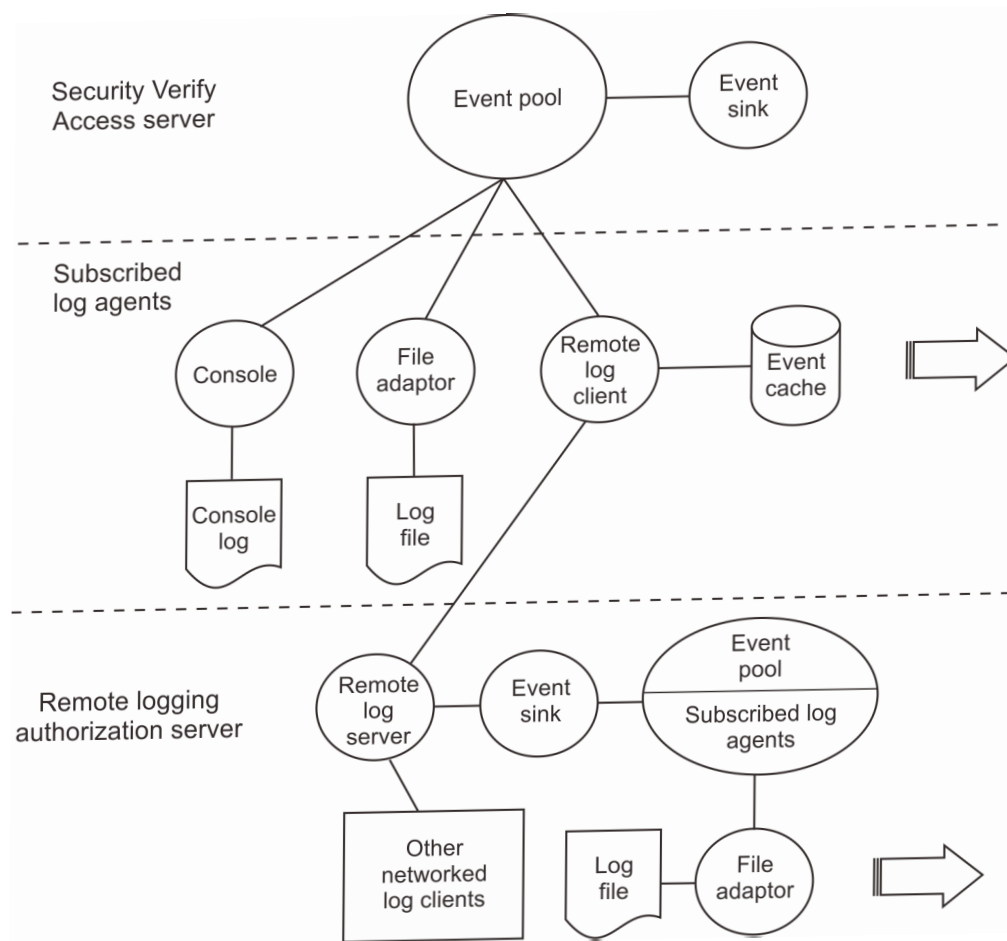 Security Verify
Access server
Event pool
Event
sink
Subscribed
log agents
Console
File
adaptor
Remote
log
client
Event
cache
Console
log
Log
file
Remote logging
authorization server
Remote
log
server
Event
sink
Event
pool
Subscribed log
agents
Other
networked
log clients
Log
file
File
adaptor